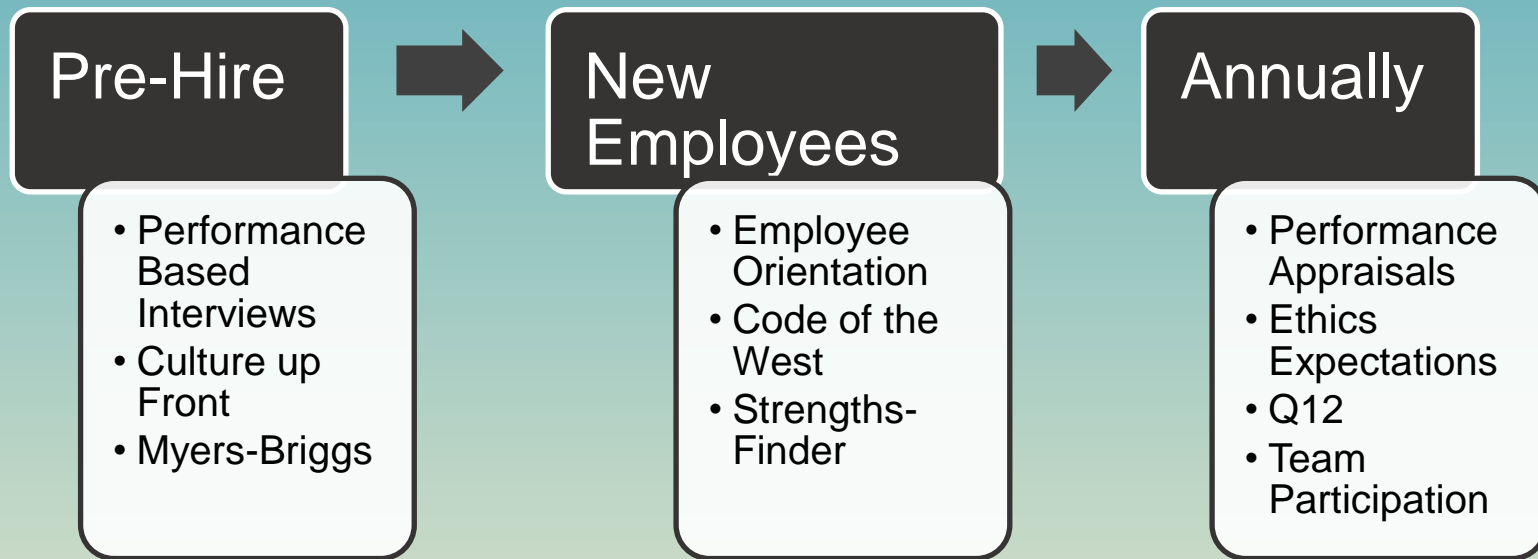 Pre-Hire
• Performance
Based
Interviews
• Culture up
Front
• Myers-Briggs
New
Employees
• Employee
Orientation
• Code of the
West
• Strengths-
Finder
Annually
• Performance
Appraisals
• Ethics
Expectations
• Q12
• Team
Participation